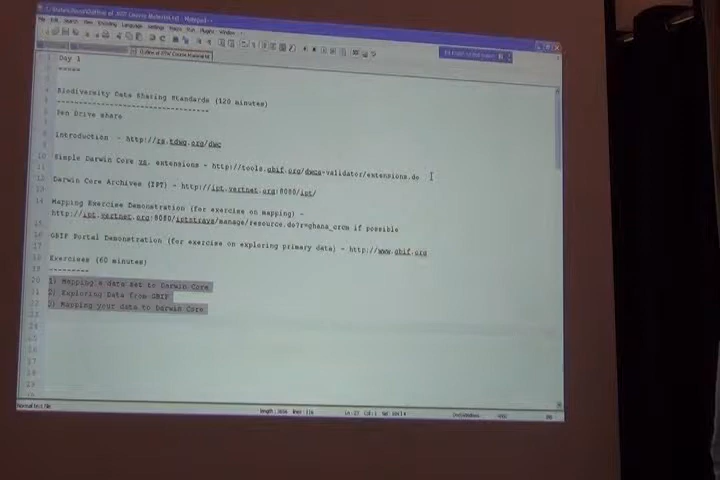 Day 1
=====
Biodiversity Data Sharing Standards (120 minutes)
-----------------------------------
Pen Drive share
Introduction - http://rs.tdwg.org/dwc
Simple Darwin Core vs. extensions - http://tools.gbif.org/dwca-validator/extensions.do
Darwin Core Archives (IPT) - http://ipt.vertnet.org:8080/ipt/
Mapping Exercise Demonstration (for exercise on mapping) -
http://ipt.vertnet.org:8080/iptstrays/manage/resource.do?r=ghana_crcm if possible
GBIF Portal Demonstration (for exercise on exploring primary data) - http://www.gbif.org
Exercises (60 minutes)
---------
1) Mapping a data set to Darwin Core
2) Exploring Data from GBIF
3) Mapping your data to Darwin Core